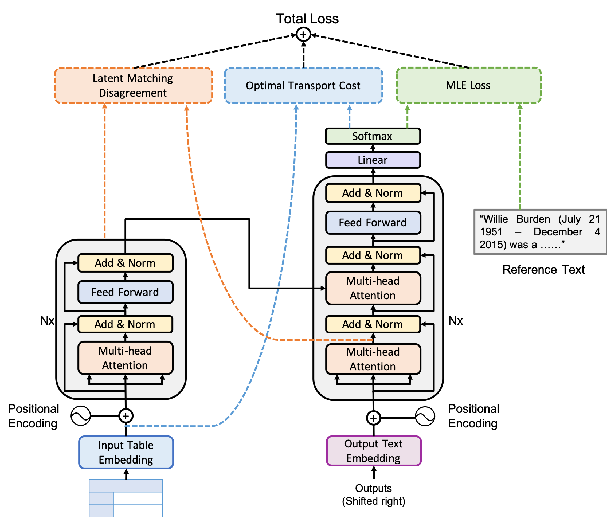 Total Loss
Latent Matching
Disagreement
Optimal Transport Cost
MLE Loss
Softmax
Linear
Add & Norm
Feed Forward
Add & Norm
Multi-head
Attention
Add & Norm
Multi-head
Attention
Nx
Positional
Encoding
Output Text
Embedding
Outputs
(Shifted right)
"Willie Burden (July 21
1951 – December 4
2015) was a ......"
Reference Text
Add & Norm
Feed Forward
Add & Norm
Multi-head
Attention
Nx
Positional
Encoding
Input Table
Embedding